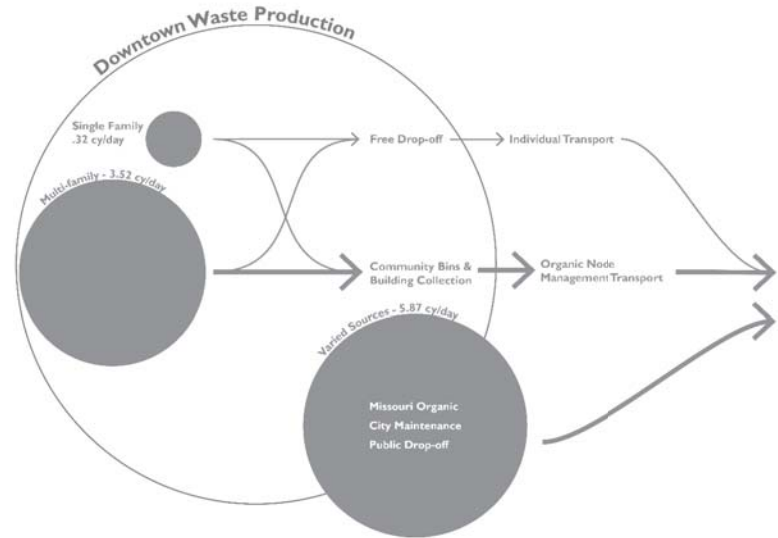 Downtown Waste Production
Single Family
.32 cy/day
Free Drop-off
Individual Transport
Multi-family - 3.52 cy/day
Community Bins &
Building Collection
Organic Node
Management Transport
Varied Sources - 5.87 cy/day
Missouri Organic
City Maintenance
Public Drop-off